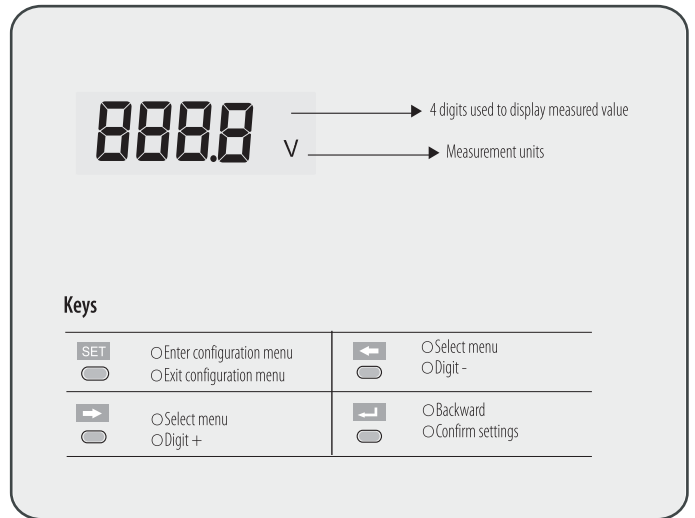 888.8
4 digits used to display measured value
V
Measurement units
Keys
SET
Enter configuration menu
Exit configuration menu
Select menu
Digit -
Select menu
Digit +
Backward
Confirm settings